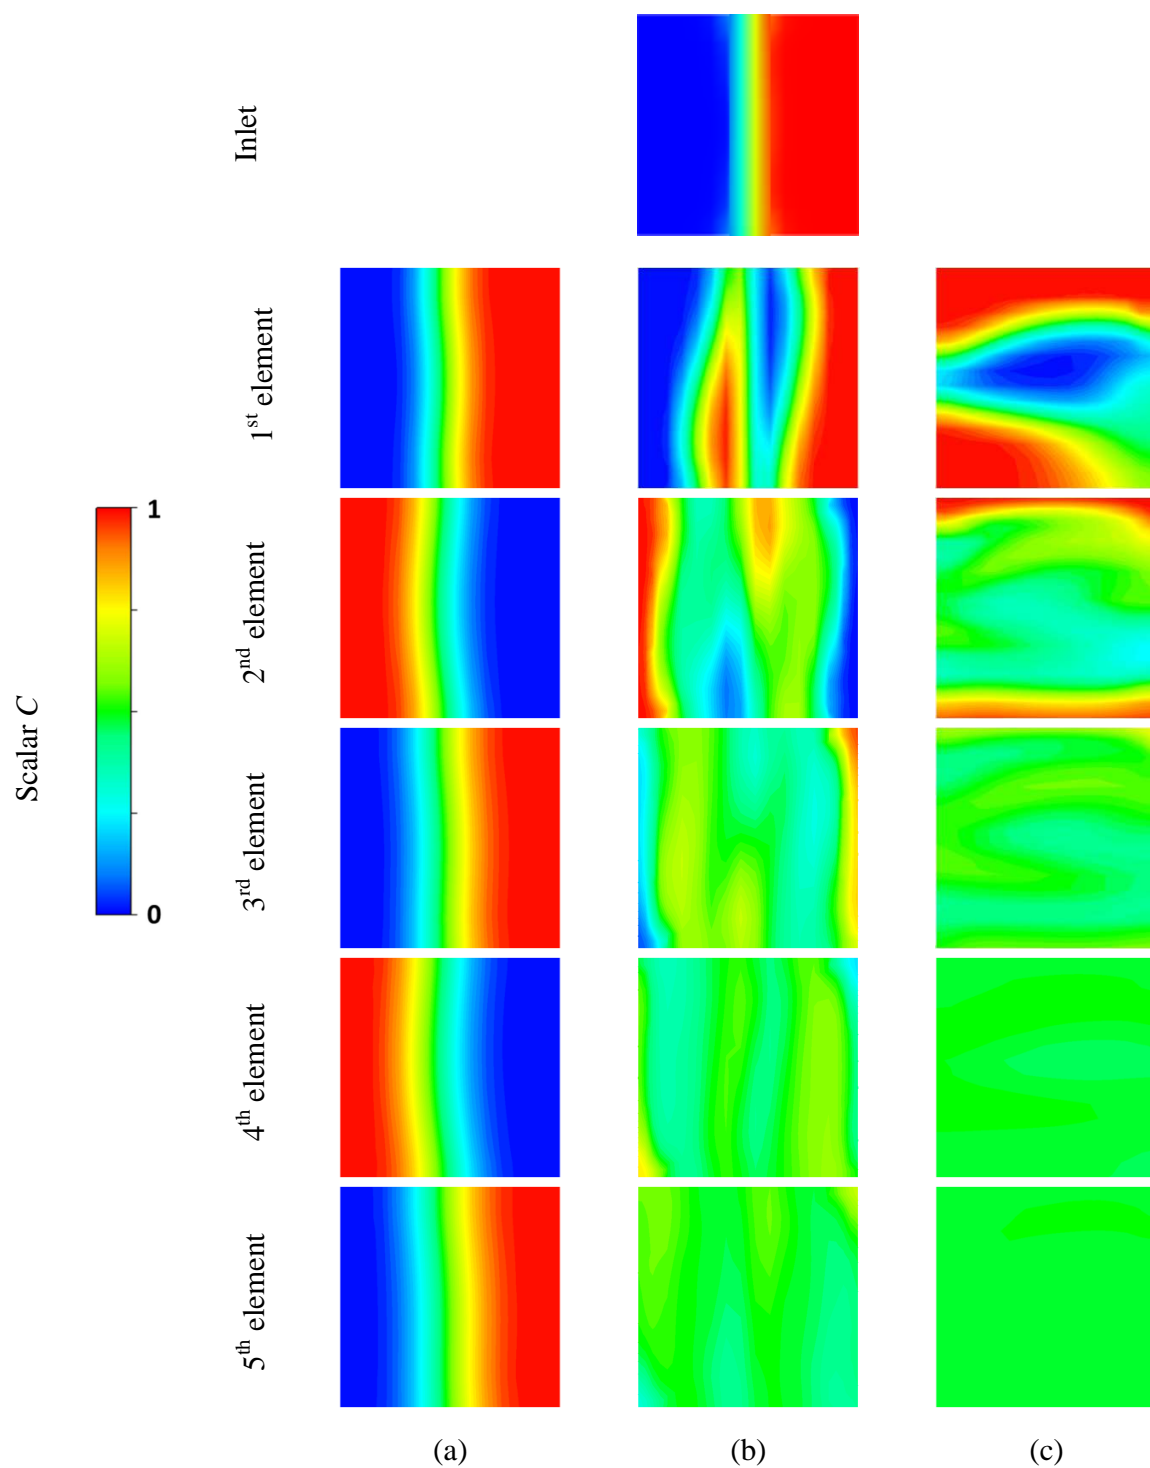 Inlet
1st element
2nd element
3rd element
4th element
5th element
Scalar C
1
0
(a)
(b)
(c)